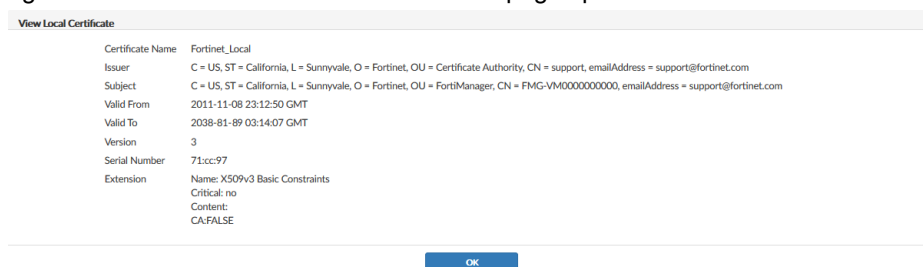 View Local Certificate
Certificate Name Fortinet_Local
Issuer C = US, ST = California, L = Sunnyvale, O = Fortinet, OU = Certificate Authority, CN = support, emailAddress = support@fortinet.com
Subject C = US, ST = California, L = Sunnyvale, O = Fortinet, OU = FortiManager, CN = FMG-VM0000000000, emailAddress = support@fortinet.com
Valid From 2011-11-08 23:12:50 GMT
Valid To 2038-81-89 03:14:07 GMT
Version 3
Serial Number 71:cc:97
Extension Name: X509v3 Basic Constraints
Critical: no
Content:
CA:FALSE
OK